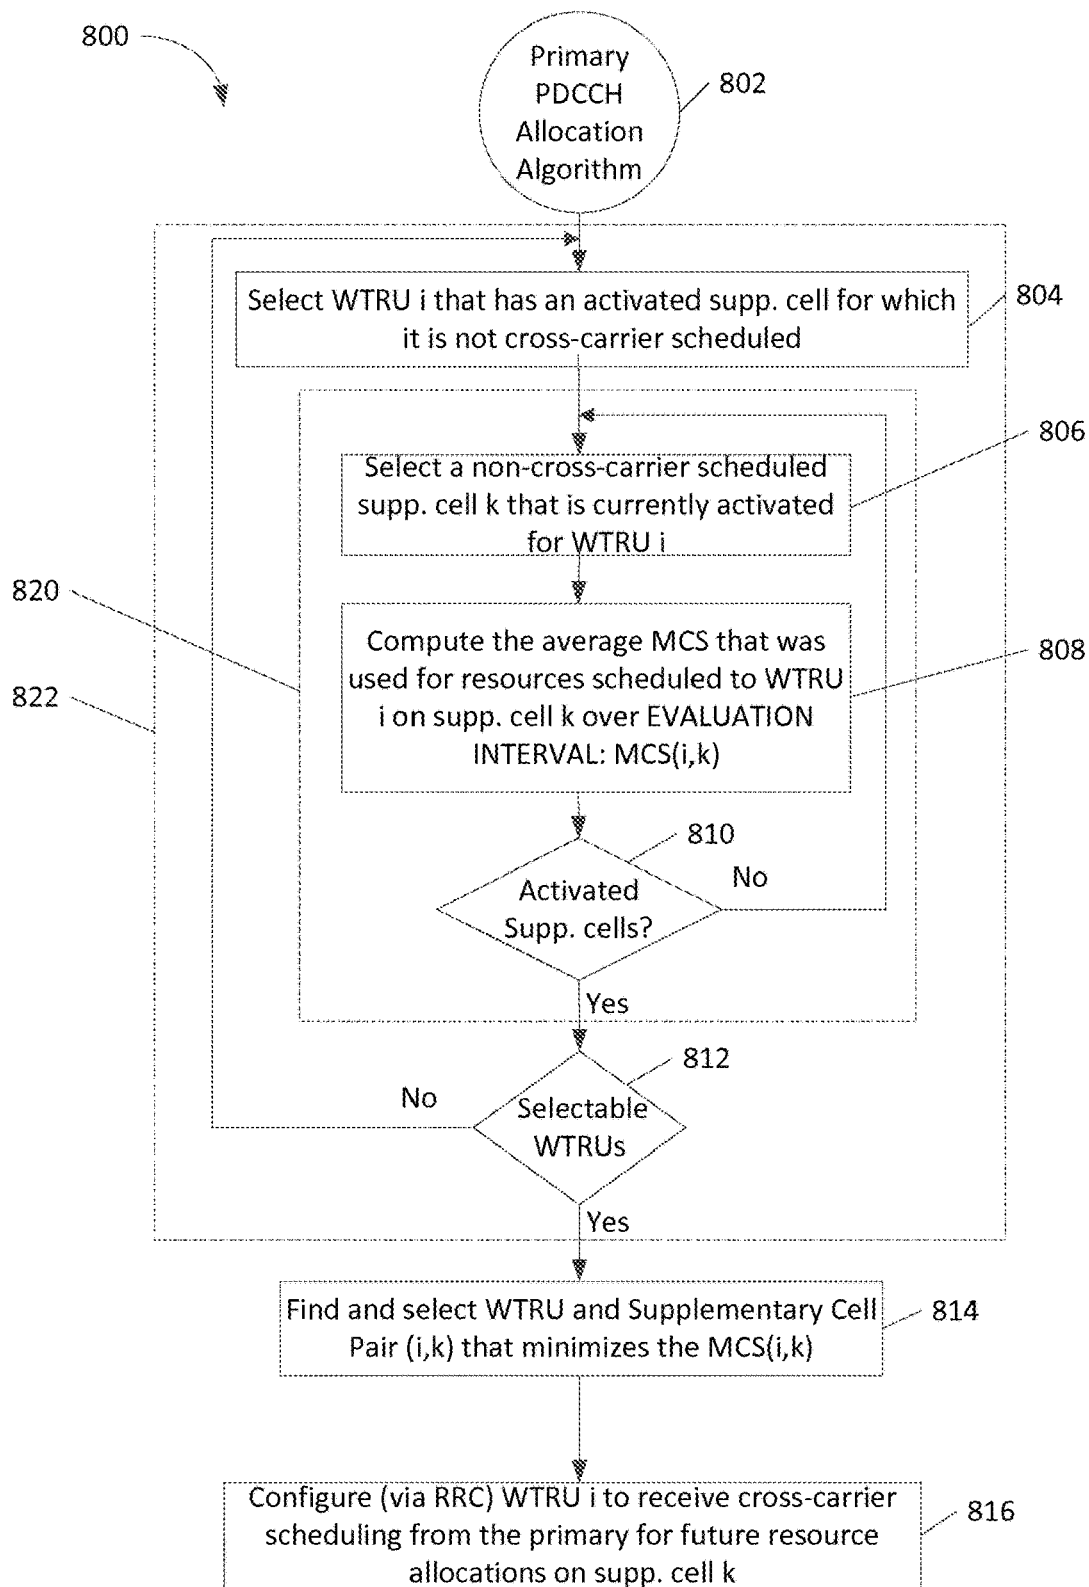 800
Primary
PDCCH
Allocation
Algorithm
802
Select WTRU i that has an activated supp. cell for which
it is not cross-carrier scheduled
804
Select a non-cross-carrier scheduled
supp. cell k that is currently activated
for WTRU i
806
820
822
Compute the average MCS that was
used for resources scheduled to WTRU
i on supp. cell k over EVALUATION
INTERVAL: MCS(i,k)
808
810
Activated
Supp. cells?
No
Yes
812
No
Selectable
WTRUs
Yes
Find and select WTRU and Supplementary Cell
Pair (i,k) that minimizes the MCS(i,k)
814
Configure (via RRC) WTRU i to receive cross-carrier
scheduling from the primary for future resource
allocations on supp. cell k
816